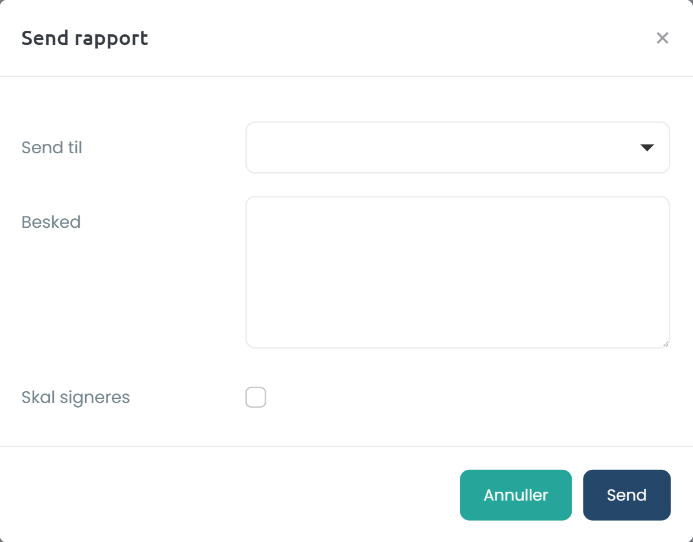 Send rapport
Send til
Besked
Skal signeres
Annuller
Send